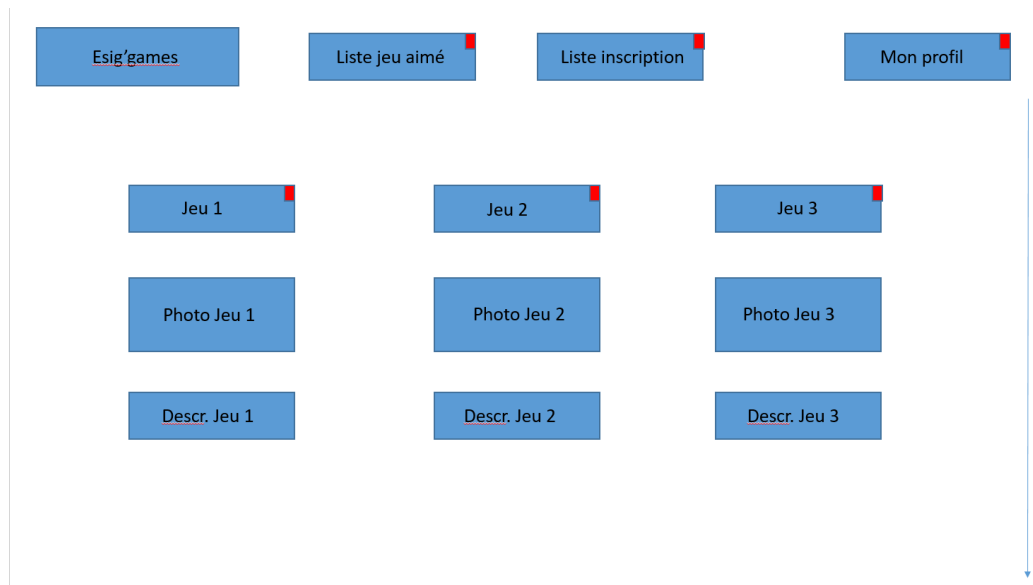 Esig'games
Liste jeu aimé
Liste inscription
Mon profil
Jeu 1
Jeu 2
Jeu 3
Photo Jeu 1
Photo Jeu 2
Photo Jeu 3
Descr. Jeu 1
Descr. Jeu 2
Descr. Jeu 3